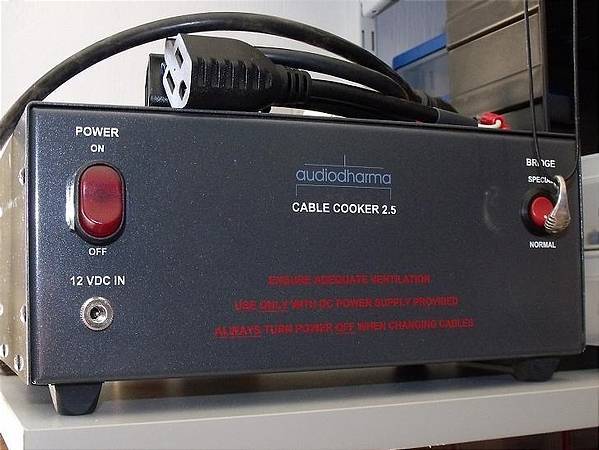 POWER
ON
OFF
12 VDC IN
audiodharma
CABLE COOKER 2.5
BRIDGE
SPECIAL
NORMAL
ENSURE ADEQUATE VENTILATION
USE ONLY WITH DC POWER SUPPLY PROVIDED
ALWAYS TURN POWER OFF WHEN CHANGING CABLES